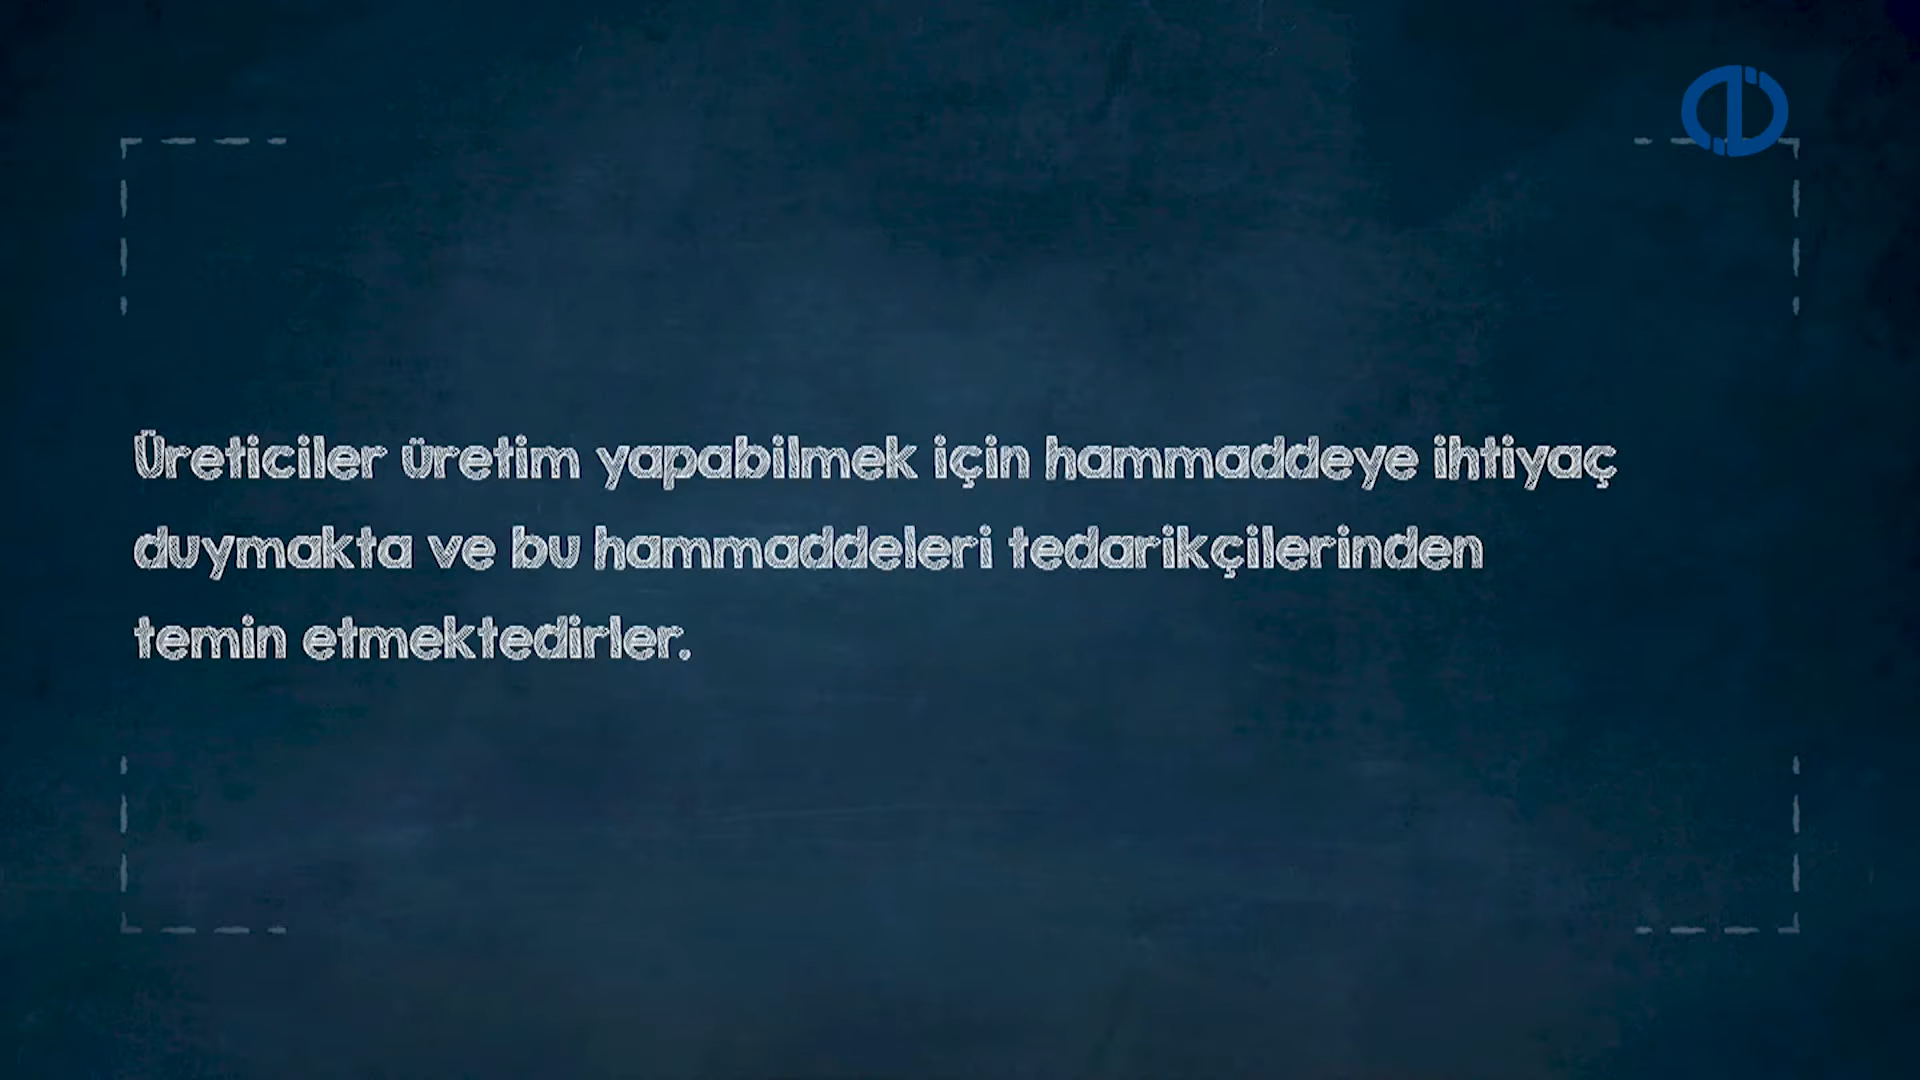 Üreticiler üretim yapabilmek için hammaddeye ihtiyaç
duymakta ve bu hammaddeleri tedarikçilerinden
temin etmektedirler.